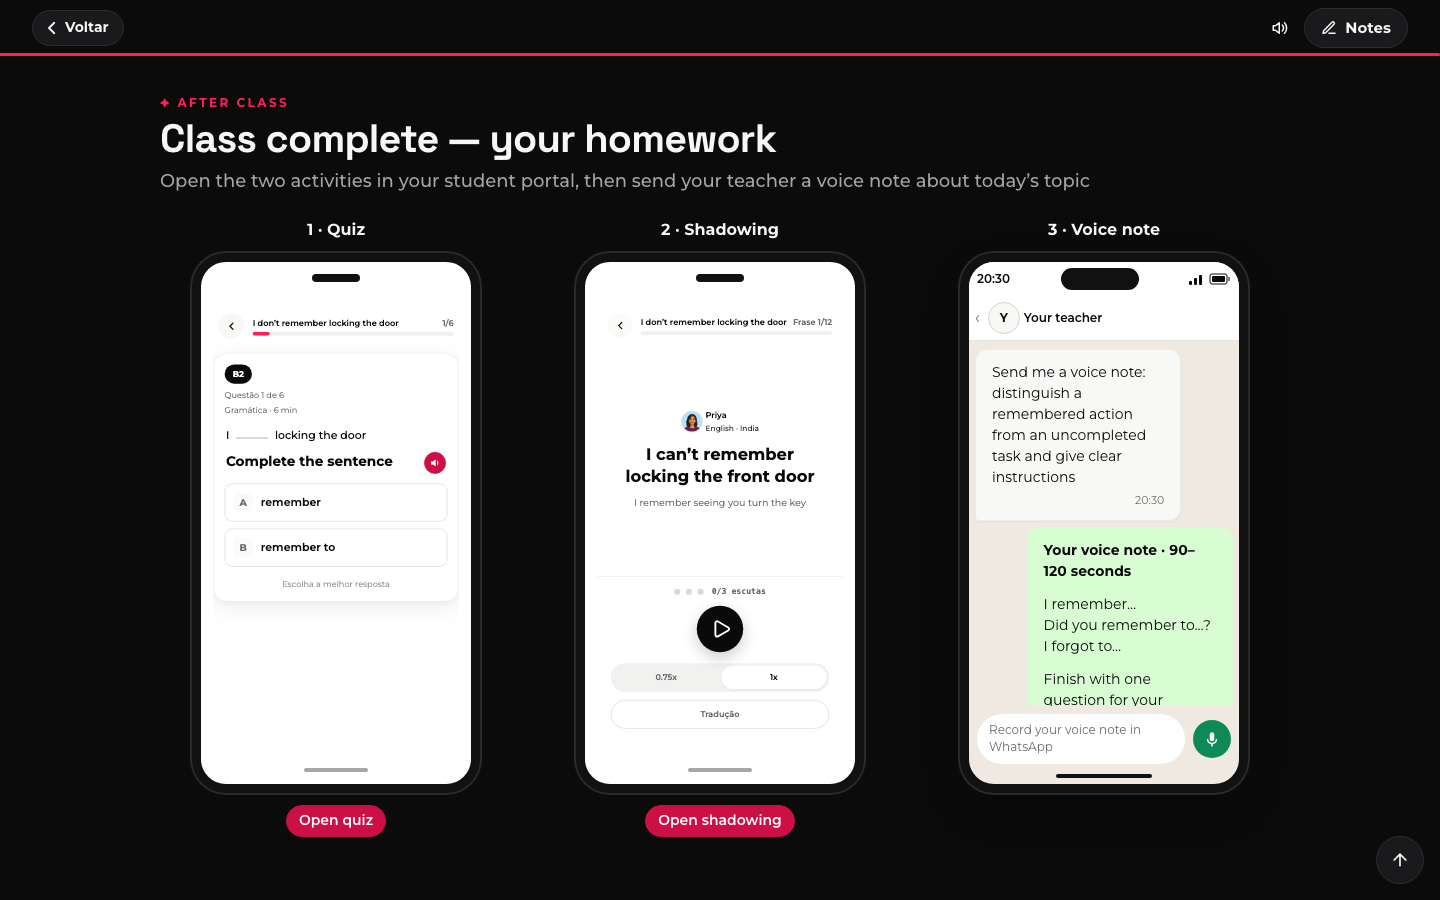 Voltar
Notes
AFTER CLASS
Class complete — your homework
Open the two activities in your student portal, then send your teacher a voice note about today's topic
1 · Quiz
I don't remember locking the door
1/6
B2
Questão 1 de 6
Gramática · 6 min
I ____ locking the door
Complete the sentence
A remember
B remember to
Escolha a melhor resposta
Open quiz
2 · Shadowing
I don't remember locking the door
Frase 1/12
Priya
English · India
I can't remember
locking the front door
I remember seeing you turn the key
0/3 escutas
0.75x
1x
Tradução
Open shadowing
3 · Voice note
20:30
Y
Your teacher
Send me a voice note:
distinguish a
remembered action
from an uncompleted
task and give clear
instructions
20:30
Your voice note · 90–
120 seconds
I remember...
Did you remember to...?
I forgot to...
Finish with one
question for your
Record your voice note in
WhatsApp